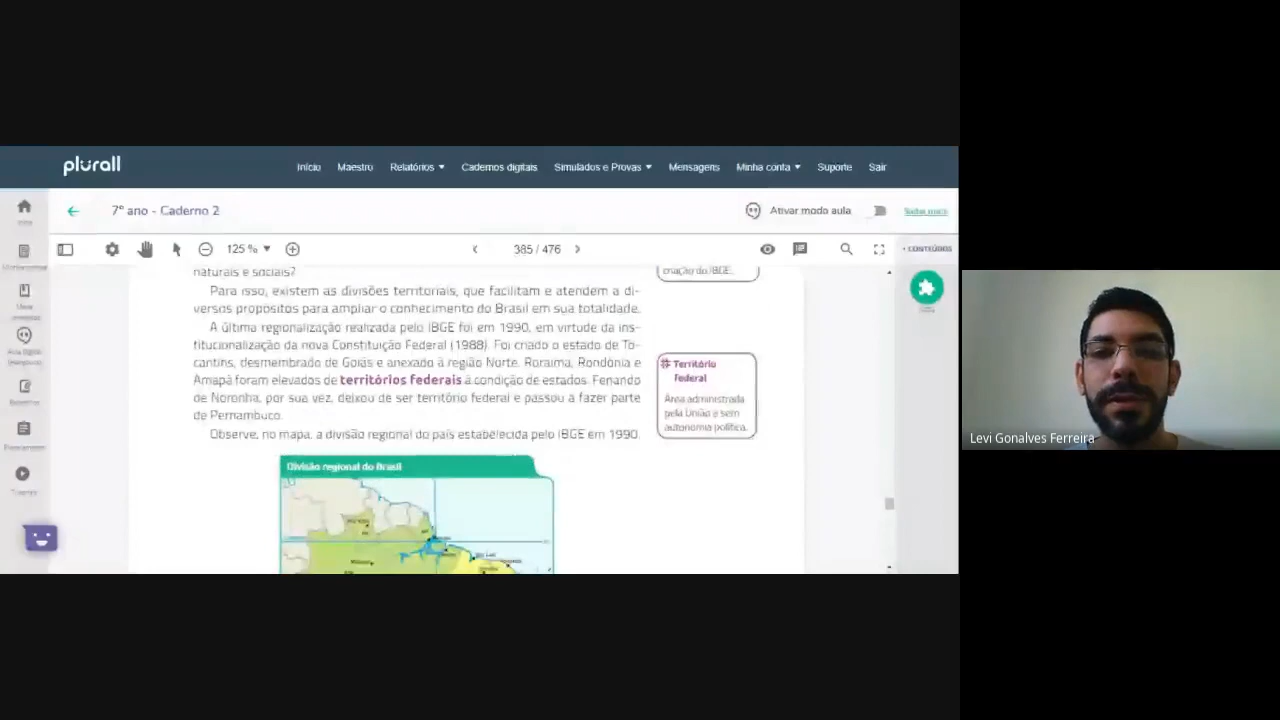 plurall
Início Maestro Relatórios Cadernos digitais Simulados e Provas Mensagens Minha conta Suporte Sair
7º ano - Caderno 2
Ativar modo aula
Saiba mais
125 %
385 / 476
CONTEÚDOS
naturais e sociais?
criação do IBGE.
Para isso, existem as divisões territoriais, que facilitam e atendem a di-
versos propósitos para ampliar o conhecimento do Brasil em sua totalidade.
A última regionalização realizada pelo IBGE foi em 1990, em virtude da ins-
titucionalização da nova Constituição Federal (1988). Foi criado o estado de To-
cantins, desmembrado de Goiás e anexado à região Norte. Roraima, Rondônia e
Amapá foram elevados de territórios federais à condição de estados. Fenando
de Noronha, por sua vez, deixou de ser território federal e passou a fazer parte
de Pernambuco.
Observe, no mapa, a divisão regional do país estabelecida pelo IBGE em 1990.
Território
Federal
Área administrada
pela União e sem
autonomia política.
Divisão regional do Brasil
Levi Gonalves Ferreira